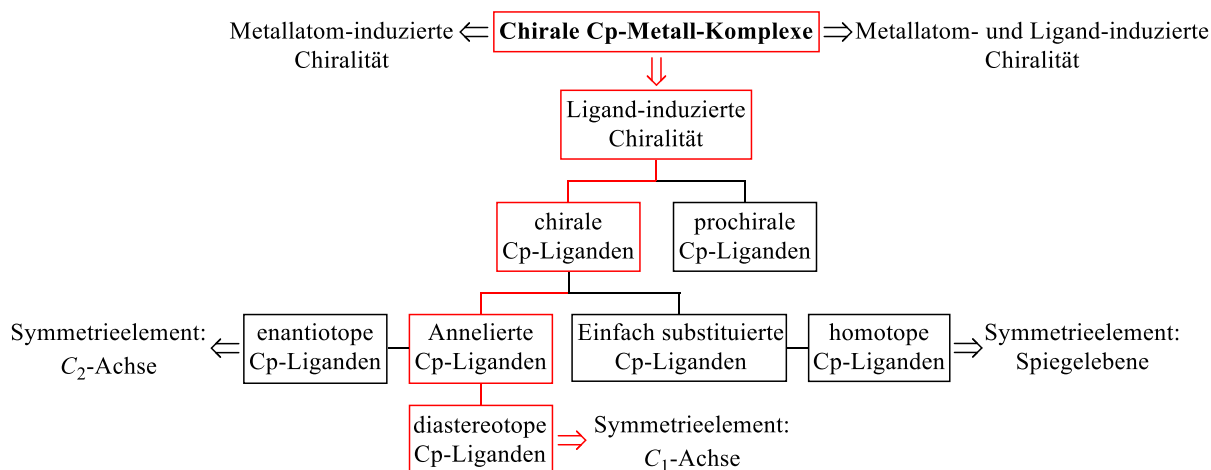 Metallatom-induzierte
Chiralität
Chirale Cp-Metall-Komplexe
Metallatom- und Ligand-induzierte
Chiralität
Ligand-induzierte
Chiralität
chirale
Cp-Liganden
prochirale
Cp-Liganden
Symmetrieelement:
C₂-Achse
enantiotope
Cp-Liganden
Annelierte
Cp-Liganden
Einfach substituierte
Cp-Liganden
homotope
Cp-Liganden
Symmetrieelement:
Spiegelebene
diastereotope
Cp-Liganden
Symmetrieelement:
C₁-Achse